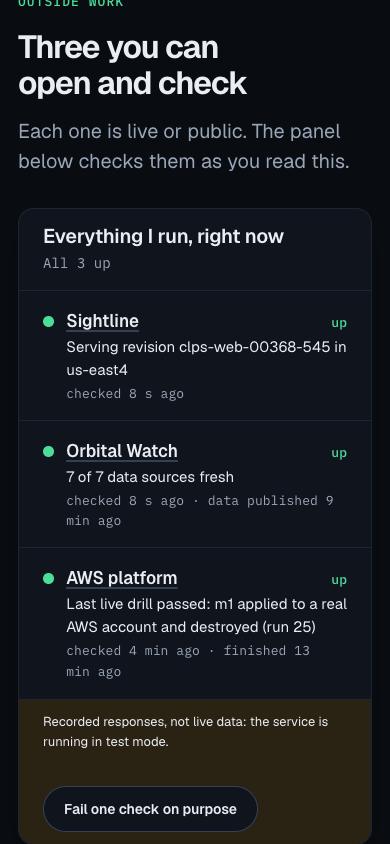 OUTSIDE WORK
Three you can
open and check
Each one is live or public. The panel
below checks them as you read this.
Everything I run, right now
All 3 up
Sightline up
Serving revision clps-web-00368-545 in
us-east4
checked 8 s ago
Orbital Watch up
7 of 7 data sources fresh
checked 8 s ago · data published 9
min ago
AWS platform up
Last live drill passed: m1 applied to a real
AWS account and destroyed (run 25)
checked 4 min ago · finished 13
min ago
Recorded responses, not live data: the service is
running in test mode.
Fail one check on purpose